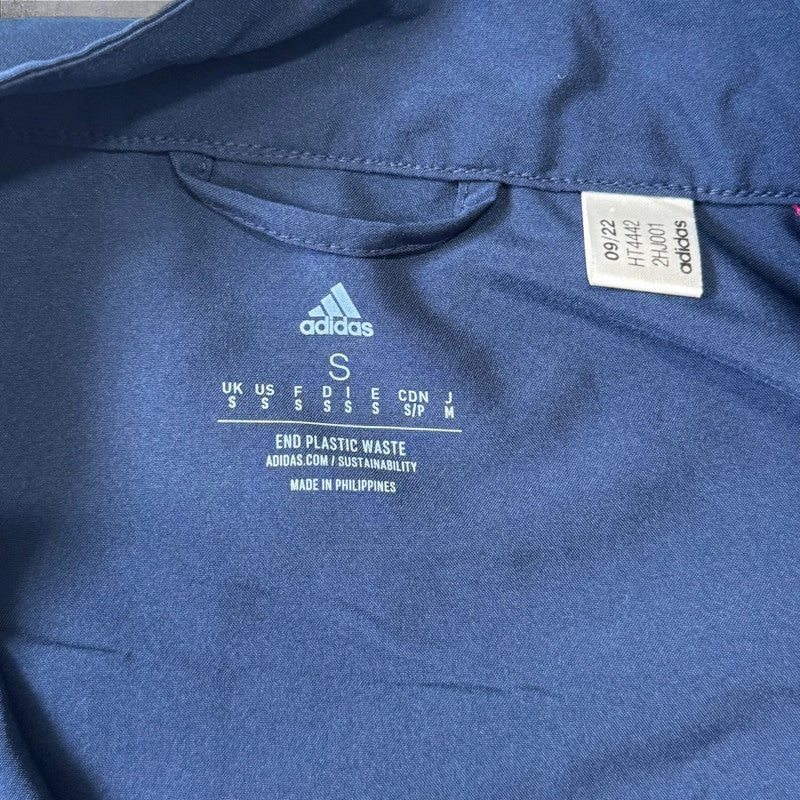 adidas
S
UK US F D I E CDN J
S S S S S S S/P M
END PLASTIC WASTE
ADIDAS.COM / SUSTAINABILITY
MADE IN PHILIPPINES
09/22
HT4442
2HJ001
adidas